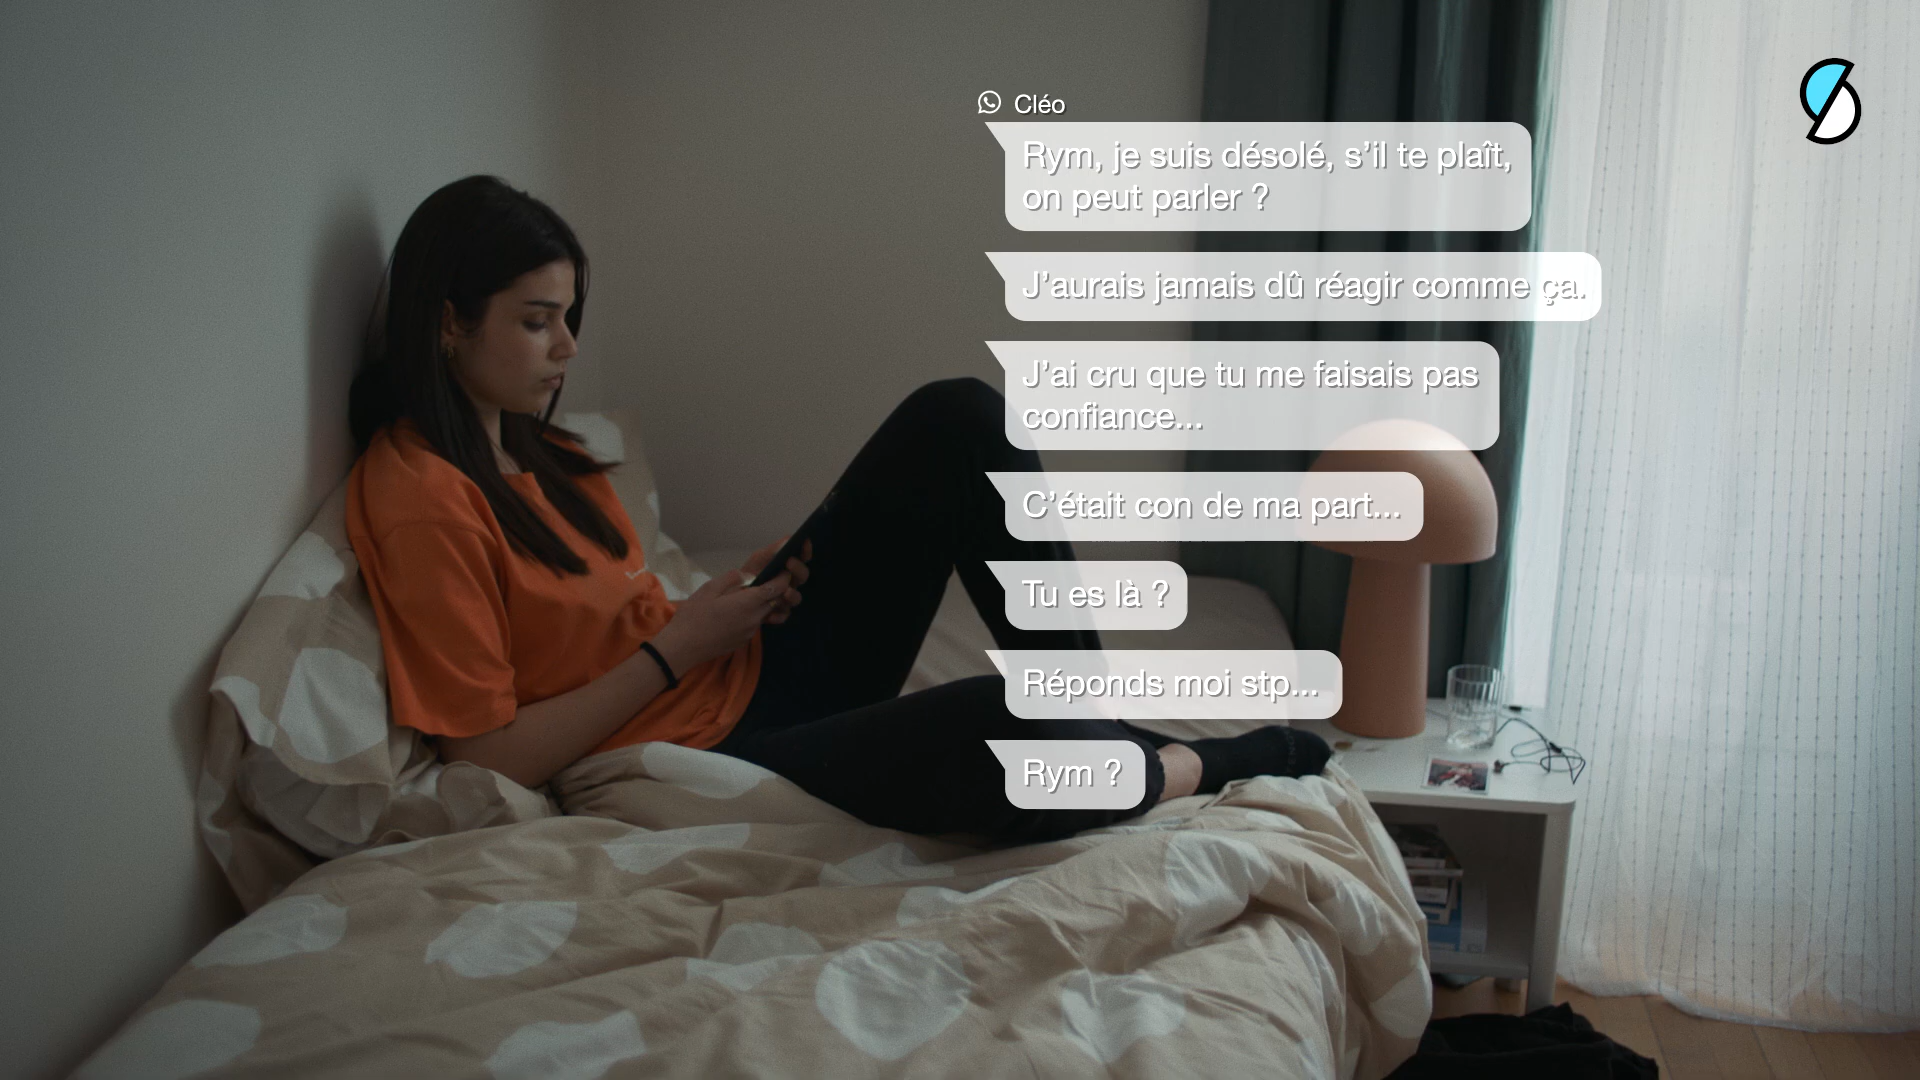 Cléo
Rym, je suis désolé, s’il te plaît,
on peut parler ?
J’aurais jamais dû réagir comme ça.
J’ai cru que tu me faisais pas
confiance...
C’était con de ma part...
Tu es là ?
Réponds moi stp...
Rym ?